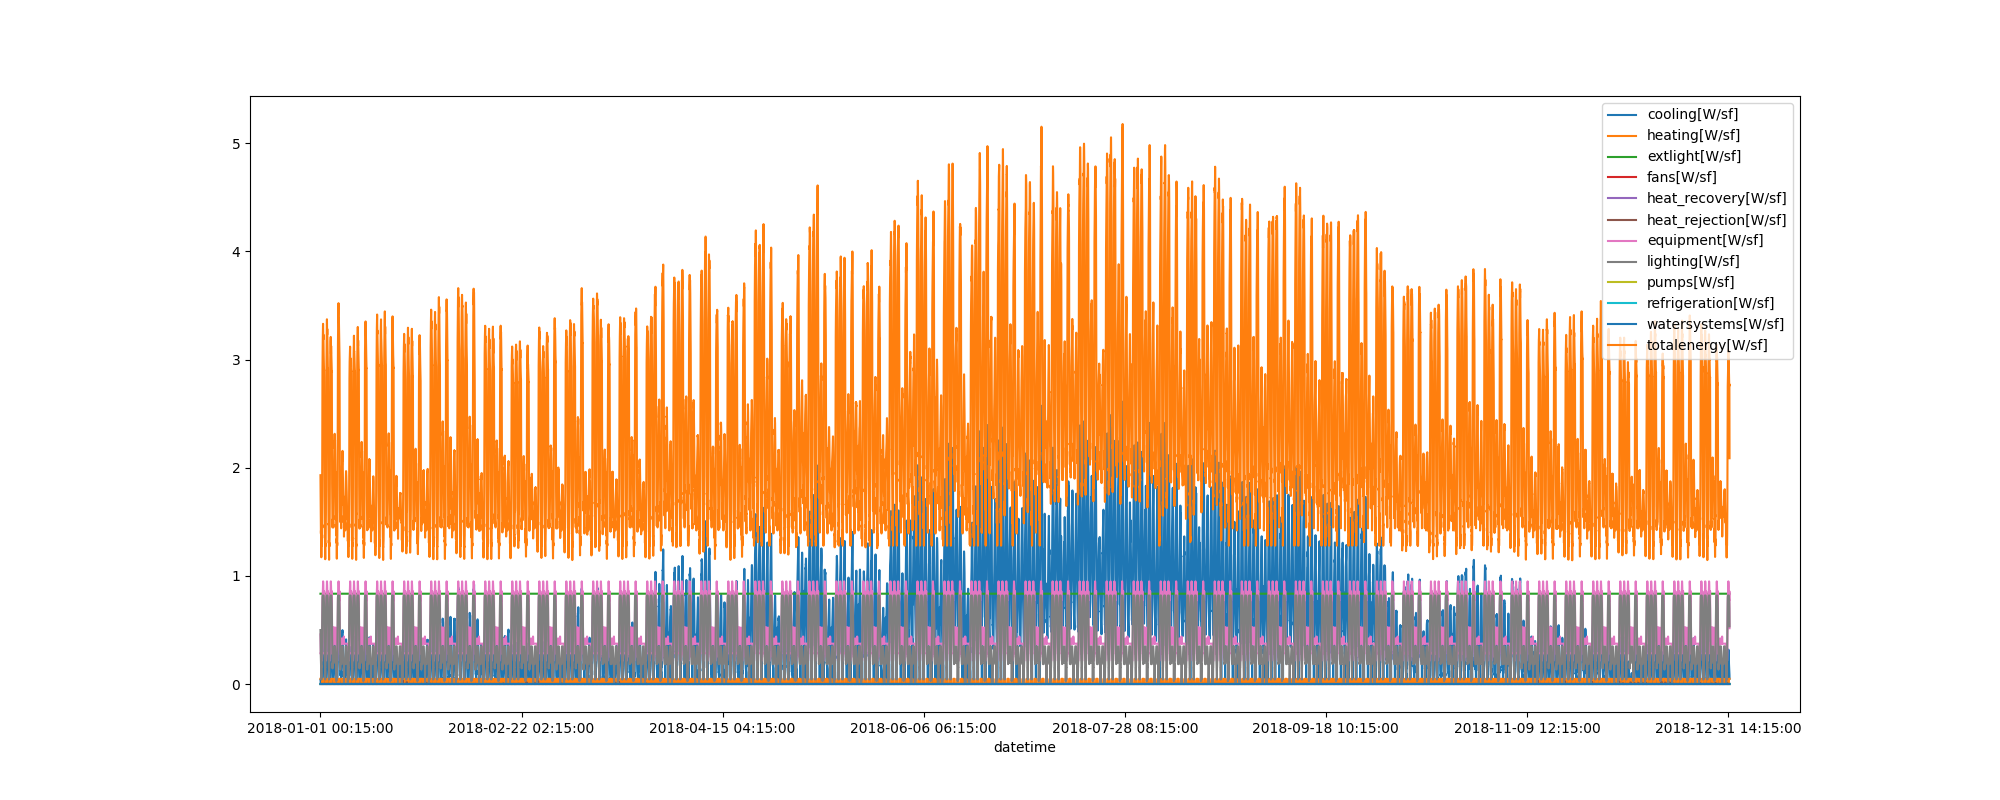 5
4
3
2
1
0
cooling[W/sf]
heating[W/sf]
extlight[W/sf]
fans[W/sf]
heat_recovery[W/sf]
heat_rejection[W/sf]
equipment[W/sf]
lighting[W/sf]
pumps[W/sf]
refrigeration[W/sf]
watersystems[W/sf]
totalenergy[W/sf]
2018-01-01 00:15:00 2018-02-22 02:15:00 2018-04-15 04:15:00 2018-06-06 06:15:00 2018-07-28 08:15:00 2018-09-18 10:15:00 2018-11-09 12:15:00 2018-12-31 14:15:00
datetime